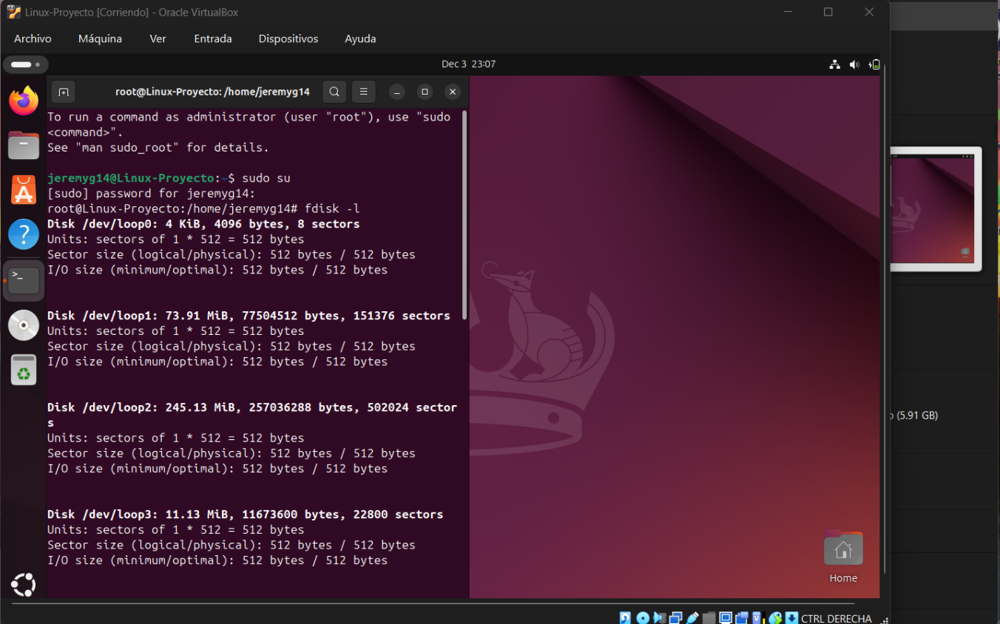 Linux-Proyecto [Corriendo] - Oracle VirtualBox
Archivo Máquina Ver Entrada Dispositivos Ayuda
Dec 3 23:07
root@Linux-Proyecto: /home/jeremyg14
To run a command as administrator (user "root"), use "sudo
<command>".
See "man sudo_root" for details.
jeremyg14@Linux-Proyecto:~$ sudo su
[sudo] password for jeremyg14:
root@Linux-Proyecto:/home/jeremyg14# fdisk -l
Disk /dev/loop0: 4 KiB, 4096 bytes, 8 sectors
Units: sectors of 1 * 512 = 512 bytes
Sector size (logical/physical): 512 bytes / 512 bytes
I/O size (minimum/optimal): 512 bytes / 512 bytes
Disk /dev/loop1: 73.91 MiB, 77504512 bytes, 151376 sectors
Units: sectors of 1 * 512 = 512 bytes
Sector size (logical/physical): 512 bytes / 512 bytes
I/O size (minimum/optimal): 512 bytes / 512 bytes
Disk /dev/loop2: 245.13 MiB, 257036288 bytes, 502024 sector
s
Units: sectors of 1 * 512 = 512 bytes
Sector size (logical/physical): 512 bytes / 512 bytes
I/O size (minimum/optimal): 512 bytes / 512 bytes
Disk /dev/loop3: 11.13 MiB, 11673600 bytes, 22800 sectors
Units: sectors of 1 * 512 = 512 bytes
Sector size (logical/physical): 512 bytes / 512 bytes
I/O size (minimum/optimal): 512 bytes / 512 bytes
(5.91 GB)
Home
CTRL DERECHA